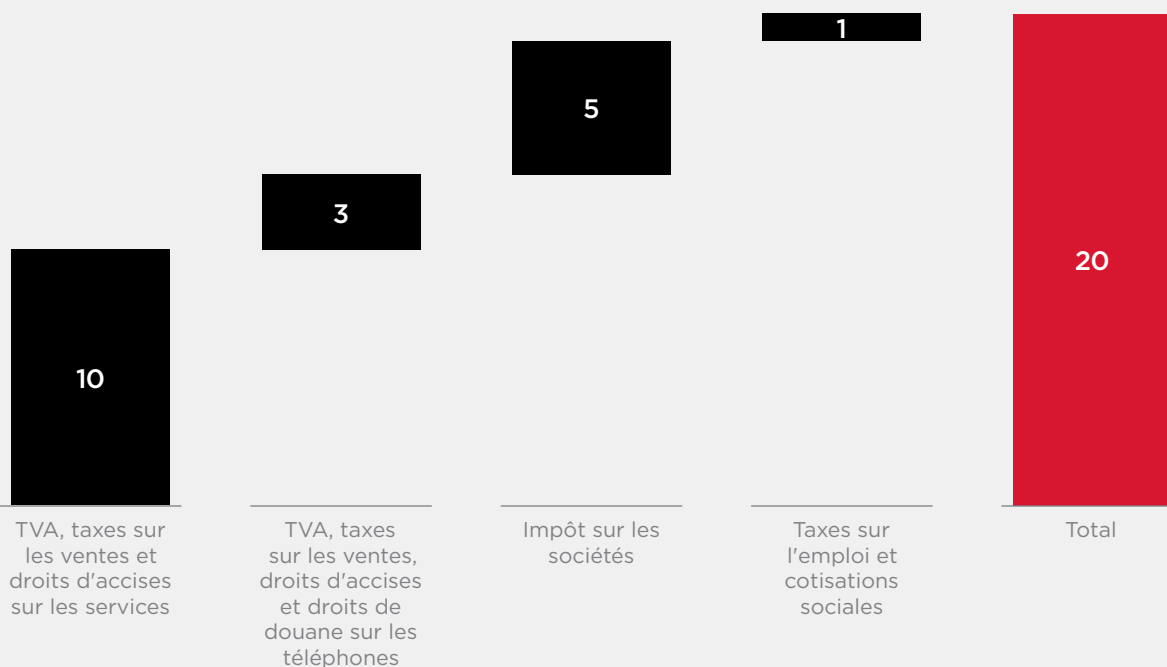 1
5
3
20
10
TVA, taxes sur
les ventes et
droits d'accises
sur les services
TVA, taxes
sur les ventes,
droits d'accises
et droits de
douane sur les
téléphones
Impôt sur les
sociétés
Taxes sur
l'emploi et
cotisations
sociales
Total